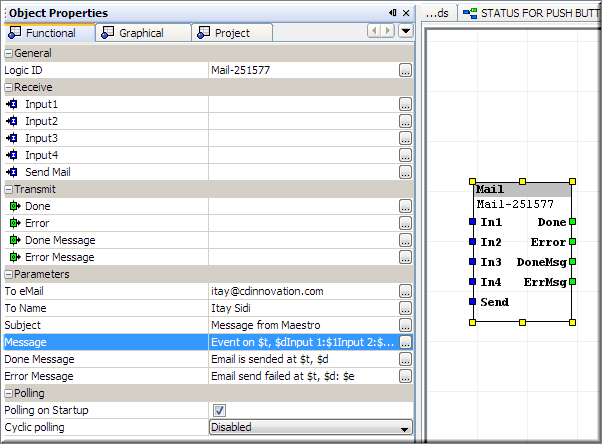 Object Properties
Functional Graphical Project
General
Logic ID Mail-251577
Receive
Input1
Input2
Input3
Input4
Send Mail
Transmit
Done
Error
Done Message
Error Message
Parameters
To eMail itay@cdinnovation.com
To Name Itay Sidi
Subject Message from Maestro
Message Event on $t, $dInput 1:$1Input 2:$...
Done Message Email is sended at $t, $d
Error Message Email send failed at $t, $d: $e
Polling
Polling on Startup
Cyclic polling Disabled
...ds STATUS FOR PUSH BUTT
Mail
Mail-251577
In1 Done
In2 Error
In3 DoneMsg
In4 ErrMsg
Send